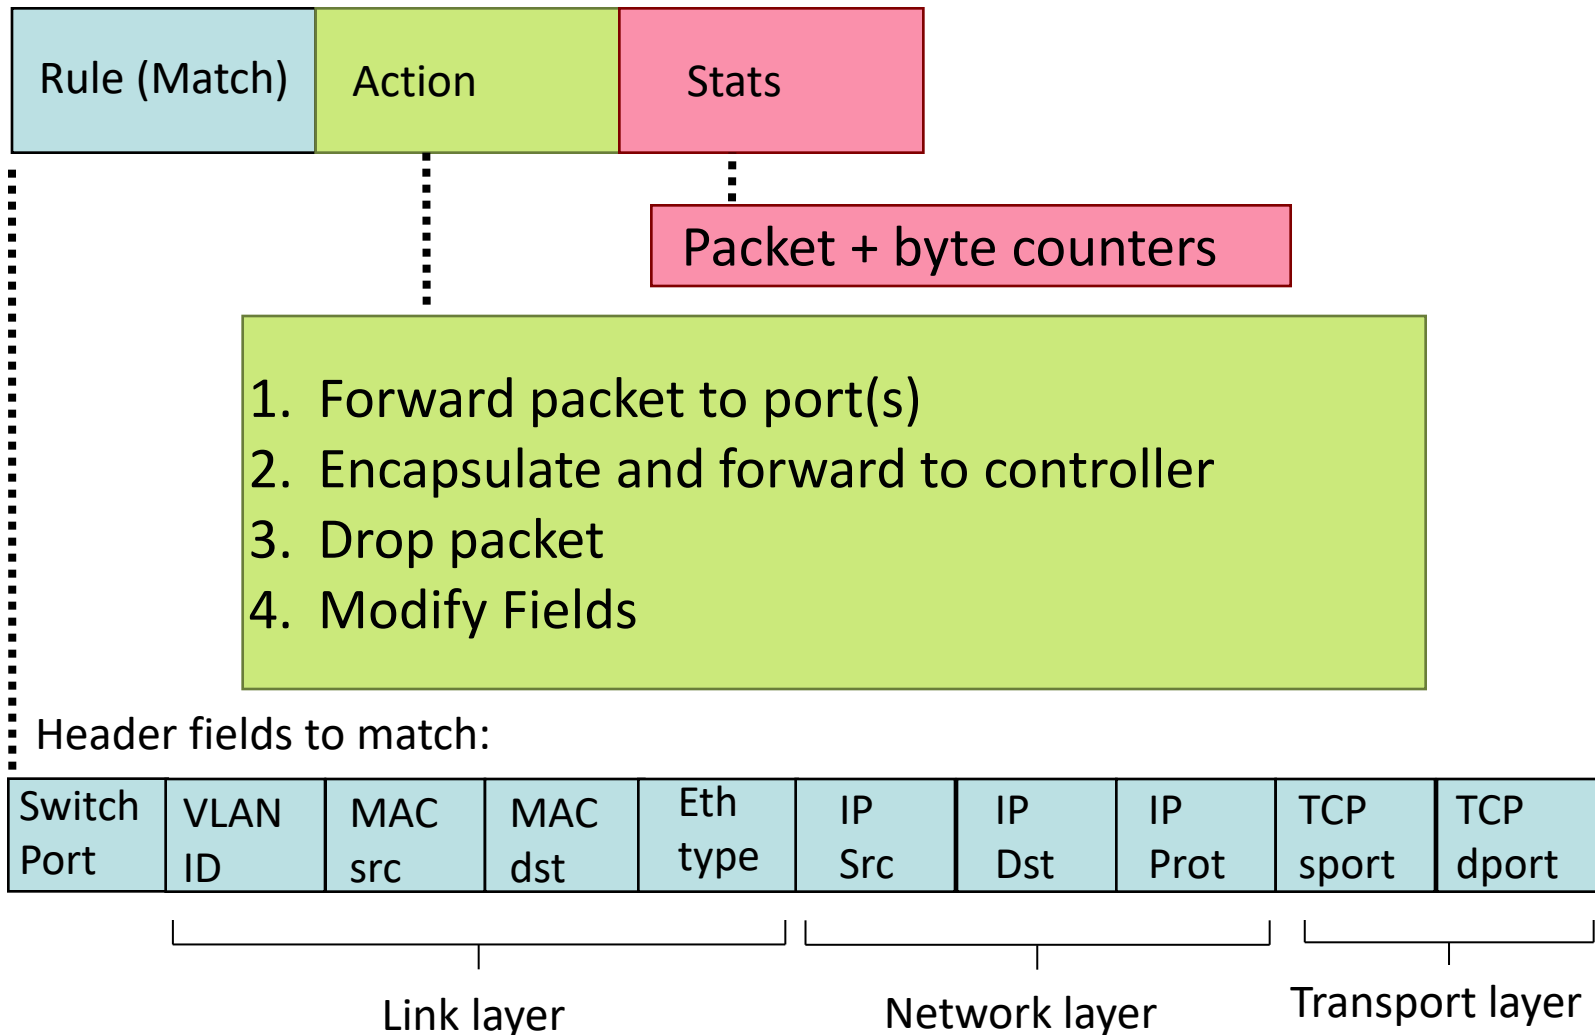 Rule (Match)
Action
Stats
Packet + byte counters
1. Forward packet to port(s)
2. Encapsulate and forward to controller
3. Drop packet
4. Modify Fields
Header fields to match:
Switch
Port
VLAN
ID
MAC
src
MAC
dst
Eth
type
IP
Src
IP
Dst
IP
Prot
TCP
sport
TCP
dport
Link layer
Network layer
Transport layer